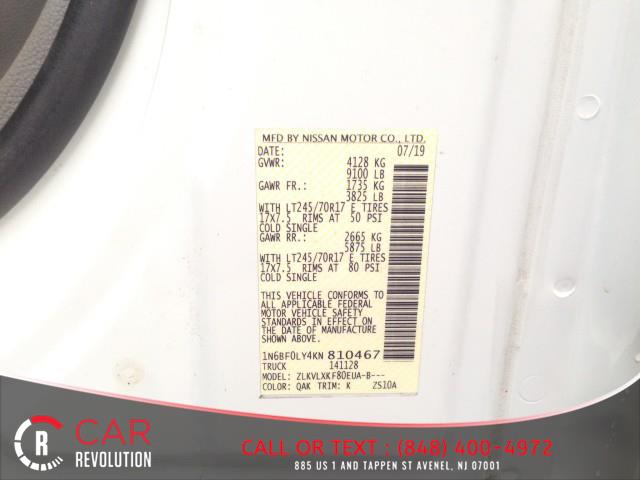 MFD BY NISSAN MOTOR CO., LTD.
DATE: 07/19
GVWR: 4128 KG
9100 LB
GAWR FR.: 1735 KG
3825 LB
WITH LT245/70R17 E TIRES
17X7.5 RIMS AT 50 PSI
COLD SINGLE
GAWR RR.: 2665 KG
5875 LB
WITH LT245/70R17 E TIRES
17X7.5 RIMS AT 80 PSI
COLD SINGLE
THIS VEHICLE CONFORMS TO
ALL APPLICABLE FEDERAL
MOTOR VEHICLE SAFETY
STANDARDS IN EFFECT ON
THE DATE OF MANUFACTURE
SHOWN ABOVE.
1N6BF0LY4KN 810467
TRUCK 141128
MODEL: ZLKVLXKF80EUA-B---
COLOR: QAK TRIM: K ZS10A
R CAR
REVOLUTION
CALL OR TEXT : (848) 400-4972
885 US 1 AND TAPPEN ST AVENEL, NJ 07001